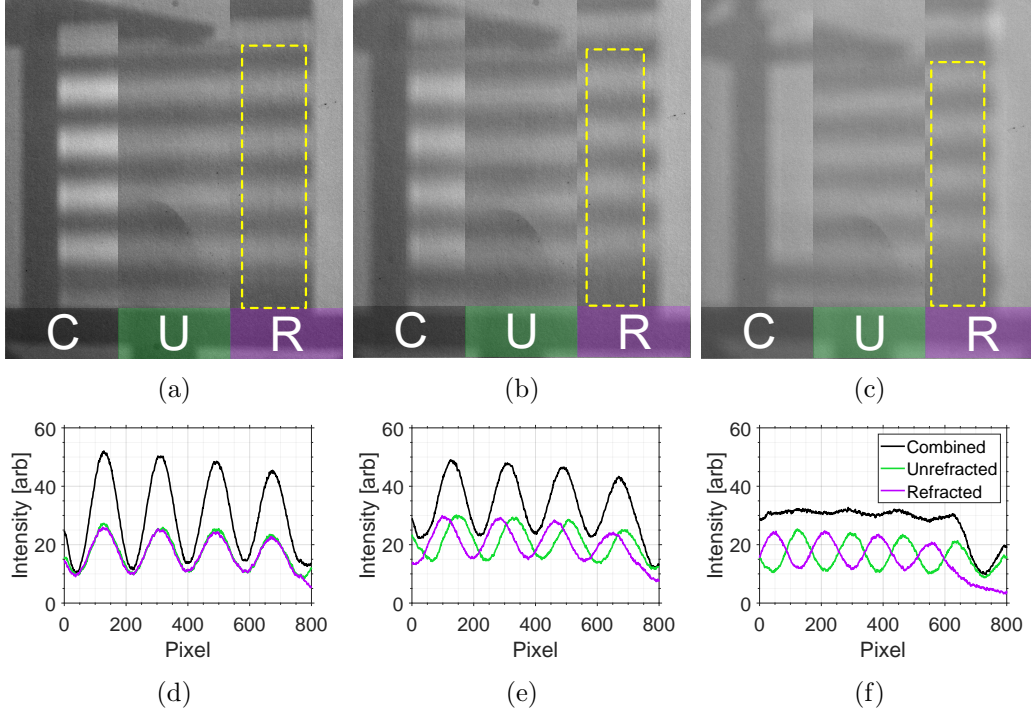 C U R
C U R
C U R
(a) (b) (c)
60
40
20
0
Intensity [arb]
0 200 400 600 800
Pixel
60
40
20
0
Intensity [arb]
0 200 400 600 800
Pixel
60
40
20
0
Intensity [arb]
Combined
Unrefracted
Refracted
0 200 400 600 800
Pixel
(d) (e) (f)